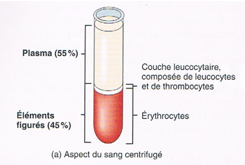 Plasma (55 %)
Couche leucocytaire,
composée de leucocytes
et de thrombocytes
Éléments
figurés (45 %)
Érythrocytes
(a) Aspect du sang centrifugé